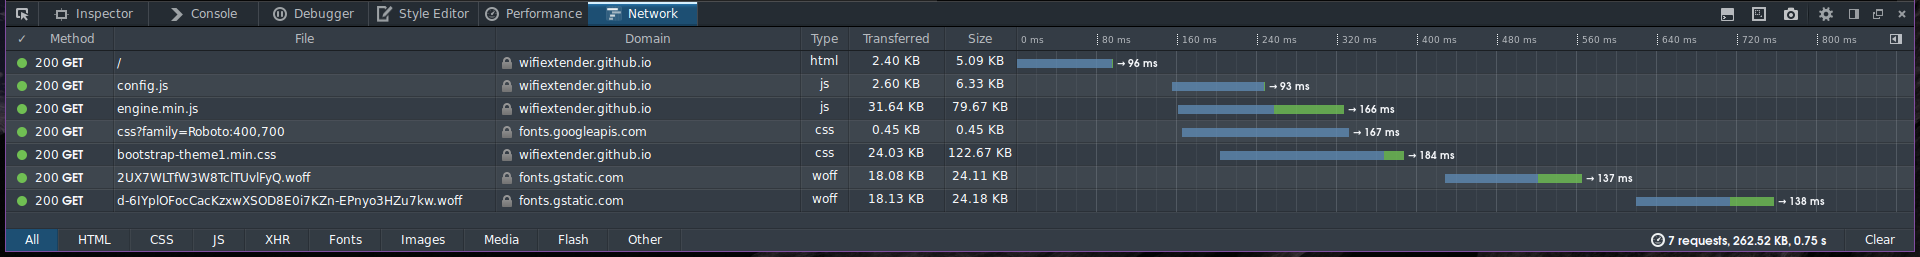 Inspector Console Debugger Style Editor Performance Network
✓ Method File Domain Type Transferred Size 0 ms 80 ms 160 ms 240 ms 320 ms 400 ms 480 ms 560 ms 640 ms 720 ms 800 ms
200 GET / wifiextender.github.io html 2.40 KB 5.09 KB → 96 ms
200 GET config.js wifiextender.github.io js 2.60 KB 6.33 KB → 93 ms
200 GET engine.min.js wifiextender.github.io js 31.64 KB 79.67 KB → 166 ms
200 GET css?family=Roboto:400,700 fonts.googleapis.com css 0.45 KB 0.45 KB → 167 ms
200 GET bootstrap-theme1.min.css wifiextender.github.io css 24.03 KB 122.67 KB → 184 ms
200 GET 2UX7WLTfW3W8TclTUvlFyQ.woff fonts.gstatic.com woff 18.08 KB 24.11 KB → 137 ms
200 GET d-6IYplOFocCacKzxwXSOD8E0i7KZn-EPnyo3HZu7kw.woff fonts.gstatic.com woff 18.13 KB 24.18 KB → 138 ms
All HTML CSS JS XHR Fonts Images Media Flash Other 7 requests, 262.52 KB, 0.75 s Clear